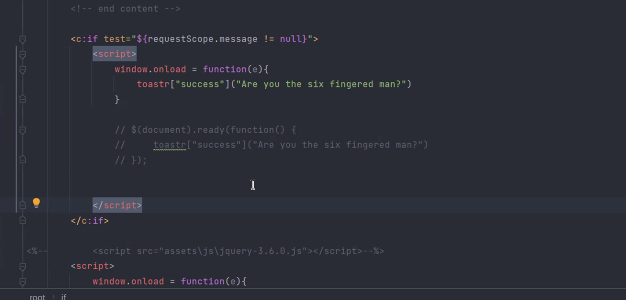 <!-- end content -->
<c:if test="${requestScope.message != null}">
<script>
window.onload = function(e){
toastr["success"]("Are you the six fingered man?")
}
// $(document).ready(function() {
//     toastr["success"]("Are you the six fingered man?")
// });
</script>
</c:if>
<%--      <script src="assets\js\jquery-3.6.0.js"></script>--%>
<script>
window.onload = function(e){
root  if